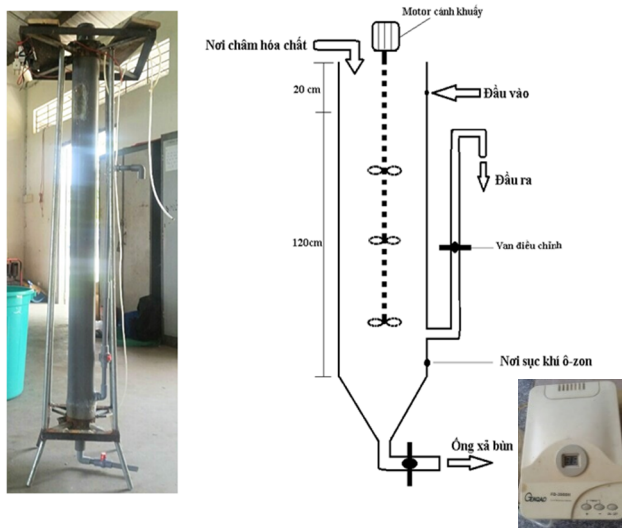 Motor cánh khuấy
Nơi châm hóa chất
20 cm
Đầu vào
Đầu ra
120cm
Van điều chỉnh
Nơi sục khí ô-zon
Ống xả bùn